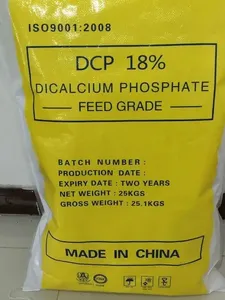 ISO9001:2008
DCP 18%
DICALCIUM PHOSPHATE
FEED GRADE
BATCH NUMBER :
PRODUCTION DATE :
EXPIRY DATE : TWO YEARS
NET WEIGHT : 25KGS
GROSS WEIGHT : 25.1KGS
MADE IN CHINA